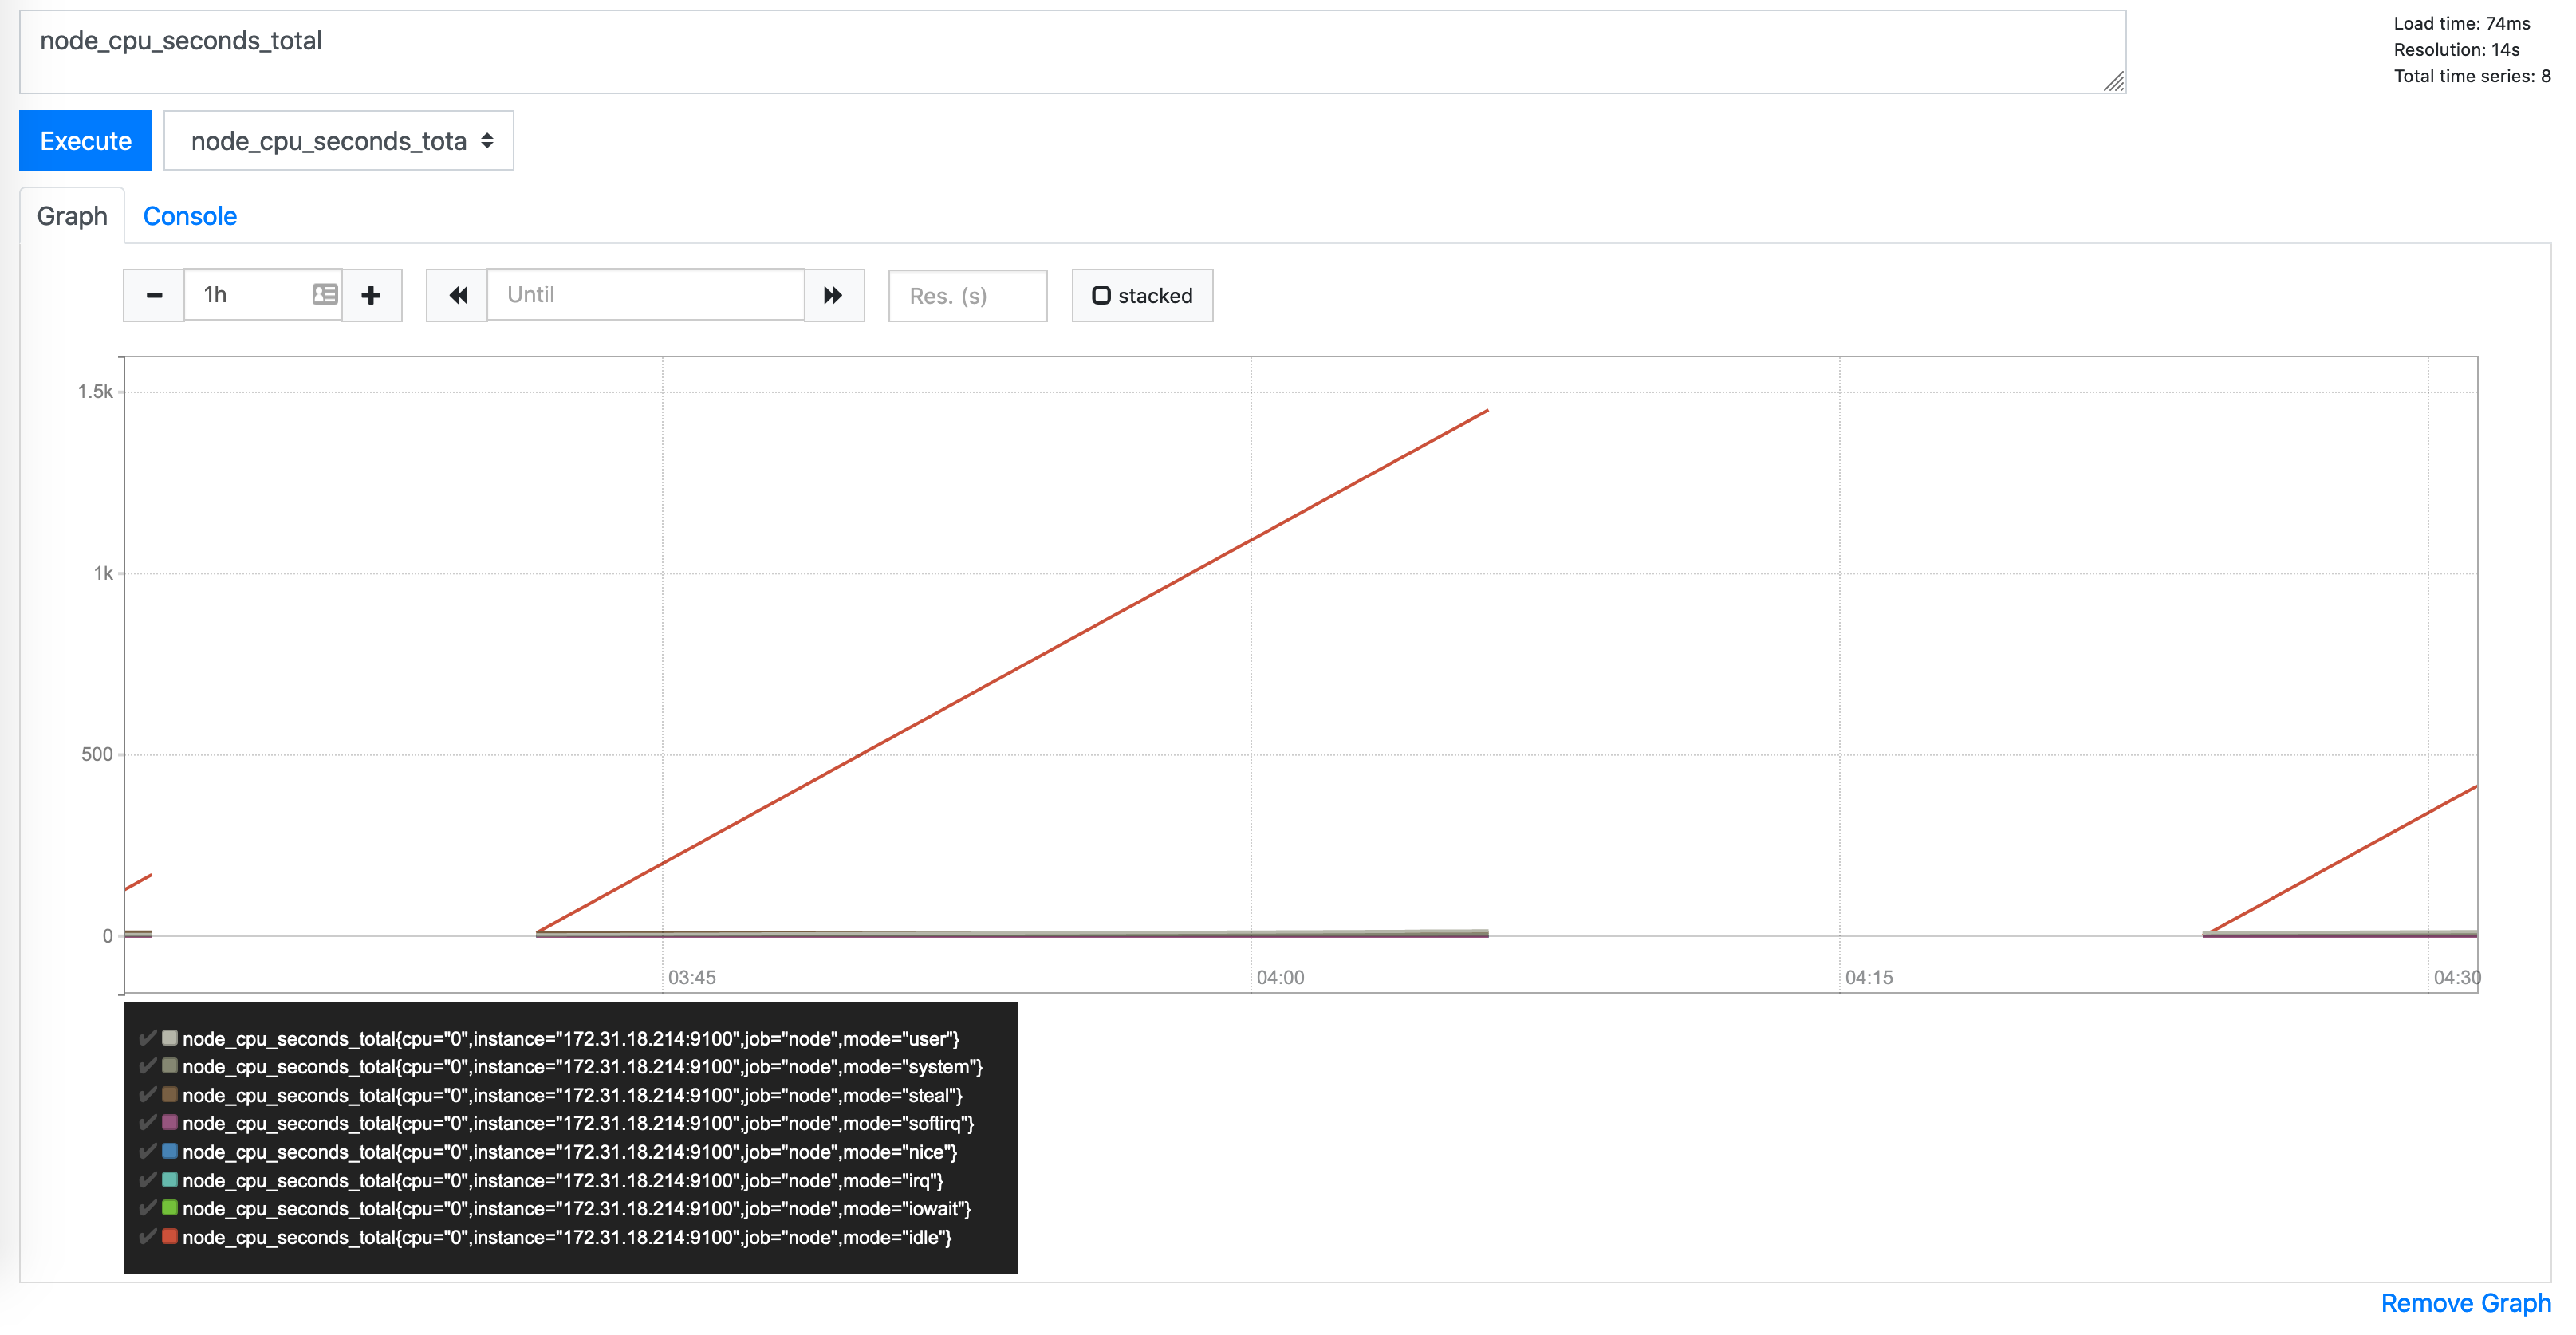 node_cpu_seconds_total
Load time: 74ms
Resolution: 14s
Total time series: 8
Execute
node_cpu_seconds_tota
Graph Console
1h
Until
Res. (s)
stacked
1.5k
1k
500
0
03:45 04:00 04:15 04:30
node_cpu_seconds_total{cpu="0",instance="172.31.18.214:9100",job="node",mode="user"}
node_cpu_seconds_total{cpu="0",instance="172.31.18.214:9100",job="node",mode="system"}
node_cpu_seconds_total{cpu="0",instance="172.31.18.214:9100",job="node",mode="steal"}
node_cpu_seconds_total{cpu="0",instance="172.31.18.214:9100",job="node",mode="softirq"}
node_cpu_seconds_total{cpu="0",instance="172.31.18.214:9100",job="node",mode="nice"}
node_cpu_seconds_total{cpu="0",instance="172.31.18.214:9100",job="node",mode="irq"}
node_cpu_seconds_total{cpu="0",instance="172.31.18.214:9100",job="node",mode="iowait"}
node_cpu_seconds_total{cpu="0",instance="172.31.18.214:9100",job="node",mode="idle"}
Remove Graph